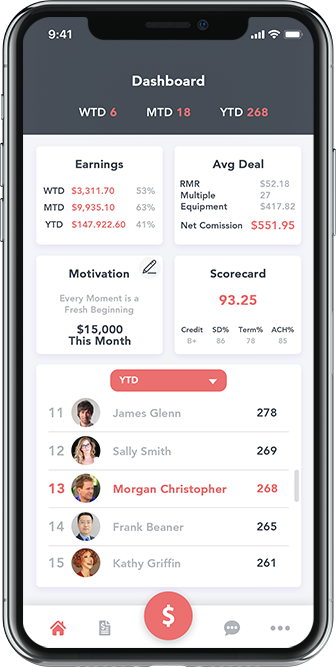 9:41
Dashboard
WTD 6 MTD 18 YTD 268
Earnings
WTD $3,311.70 53%
MTD $9,935.10 63%
YTD $147.922.60 41%
Avg Deal
RMR $52.18
Multiple 27
Equipment $417.82
Net Comission $551.95
Motivation
Every Moment is a
Fresh Beginning
$15,000
This Month
Scorecard
93.25
Credit SD% Term% ACH%
B+ 86 78 85
YTD
11 James Glenn 278
12 Sally Smith 269
13 Morgan Christopher 268
14 Frank Beaner 265
15 Kathy Griffin 261
$